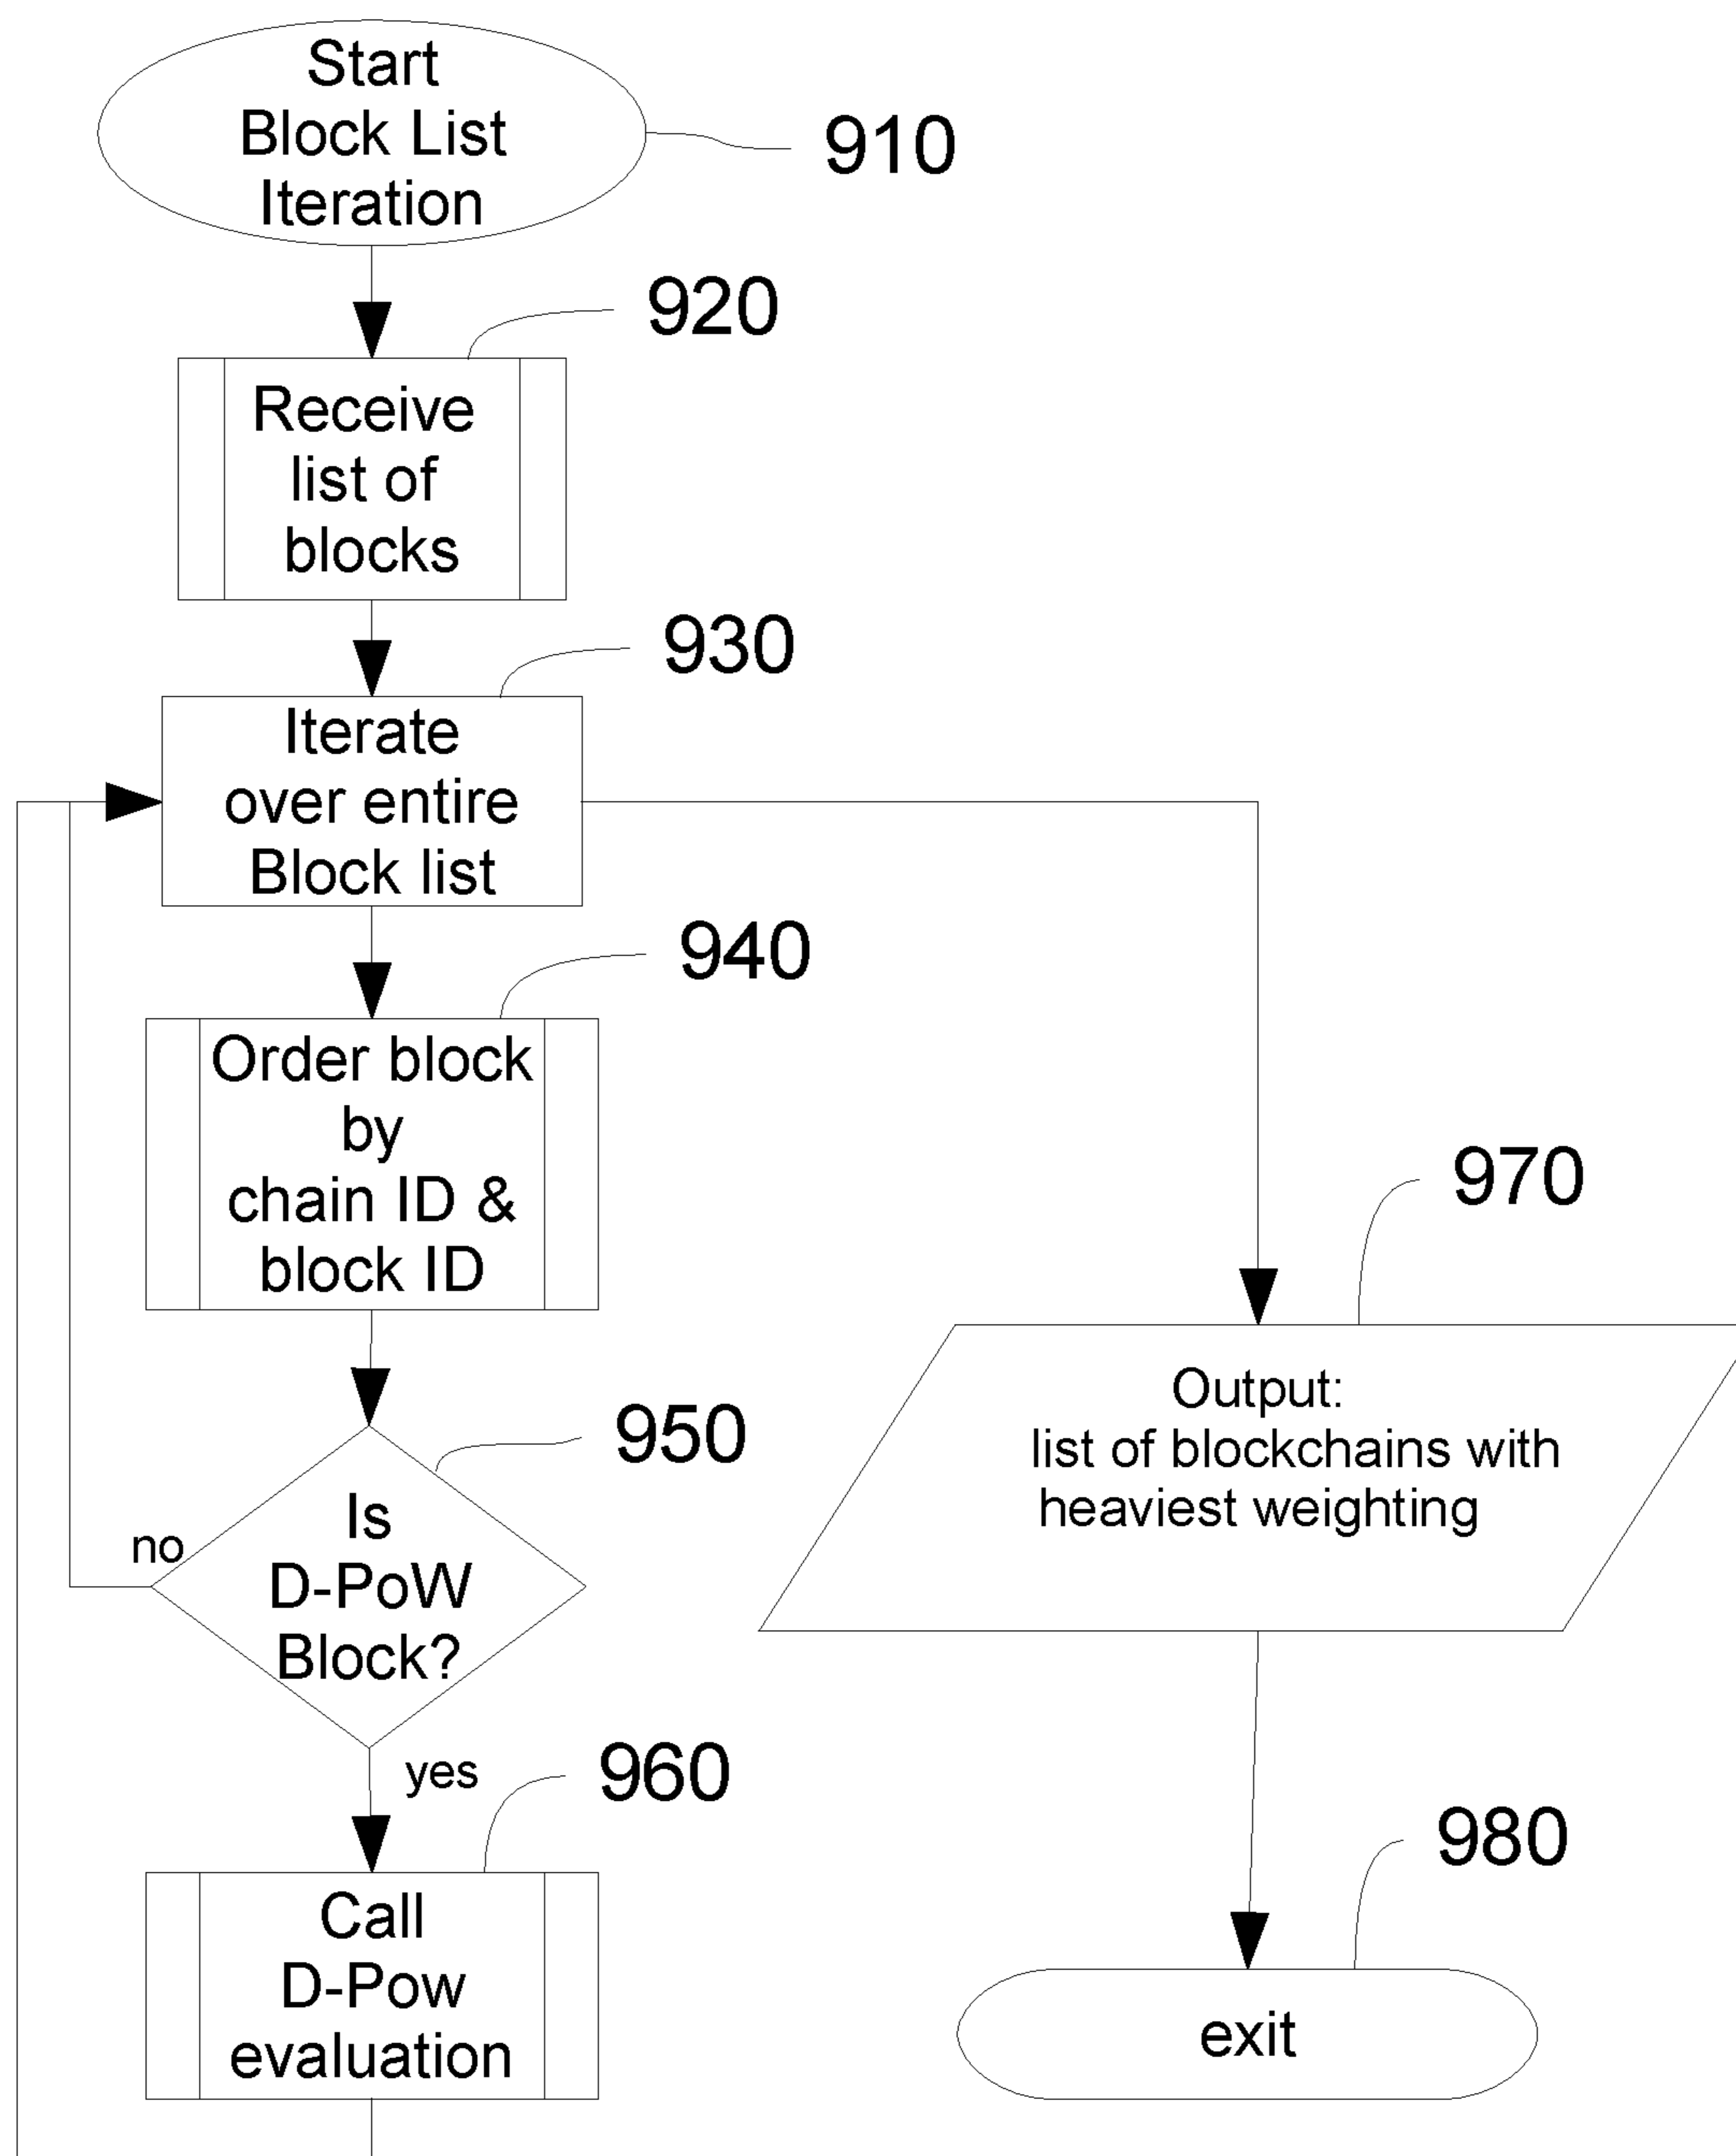 Start
Block List
Iteration
910
920
Receive
list of
blocks
930
Iterate
over entire
Block list
940
Order block
by
chain ID &
block ID
970
Output:
list of blockchains with
heaviest weighting
950
Is
D-PoW
Block?
no
yes
960
Call
D-Pow
evaluation
980
exit